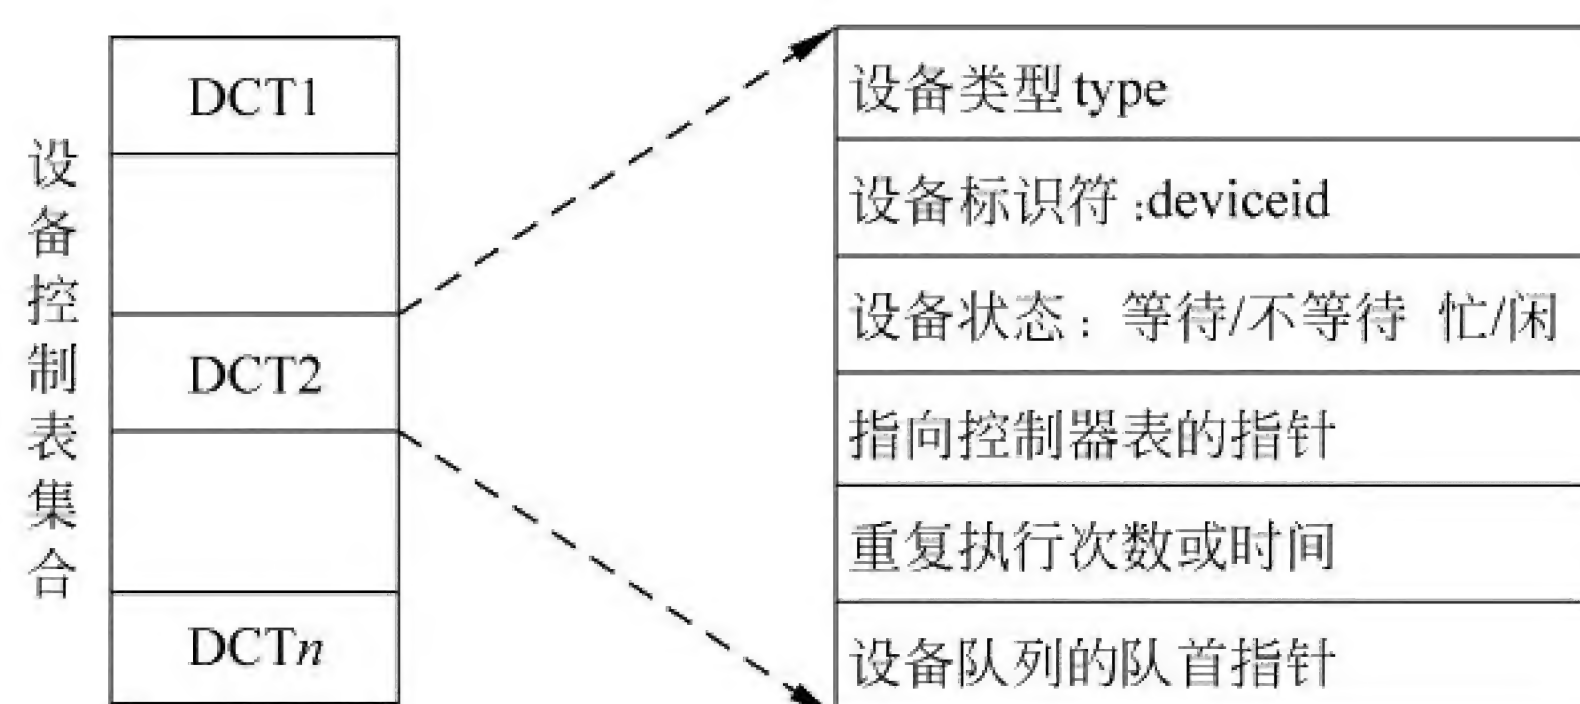 设备控制表集合
DCT1
DCT2
DCTn
设备类型 type
设备标识符:deviceid
设备状态：等待/不等待 忙/闲
指向控制器表的指针
重复执行次数或时间
设备队列的队首指针